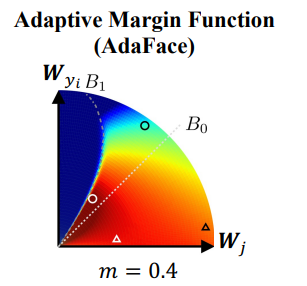 Adaptive Margin Function
(AdaFace)
W_{y_i} B_1
B_0
W_j
m = 0.4